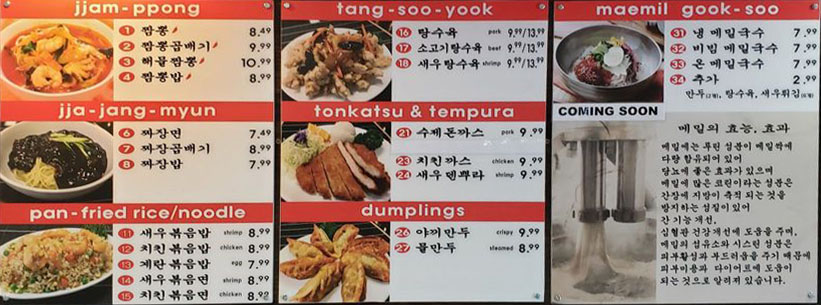 jjam-ppong
1 짬뽕 8.49
2 짬뽕곱배기 9.99
3 해물짬뽕 10.99
4 짬뽕밥 8.99
jja-jang-myun
6 짜장면 7.49
7 짜장곱배기 8.99
8 짜장밥 7.99
pan-fried rice/noodle
11 새우볶음밥 shrimp 8.99
12 치킨볶음밥 chicken 8.99
13 계란볶음밥 egg 7.99
14 새우볶음면 shrimp 8.99
15 치킨볶음면 chicken 8.99
tang-soo-yook
16 탕수육 pork 9.99/13.99
17 소고기탕수육 beef 9.99/13.99
18 새우탕수육 shrimp 9.99/13.99
tonkatsu & tempura
21 수제돈까스 pork 9.99
23 치킨까스 chicken 9.99
24 새우덴뿌라 shrimp 9.99
dumplings
26 야끼만두 crispy 9.99
27 물만두 steamed 8.99
maemil gook-soo
31 냉 메밀국수 7.99
32 비빔 메밀국수 7.99
33 온 메밀국수 7.99
34 추가 2.99
만두, 탕수육, 새우튀김
COMING SOON
메밀의 효능, 효과
메밀에는 루틴 성분이 메밀싹에
다량 함유되어 있어
당뇨에 좋은 효과가 있으며
메밀에 많은 코린이라는 성분은
간장에 지방이 축적 되는 것을
방지하는 성질이 있어
간 기능 개선,
심혈관 건강 개선에 도움을 주며,
메밀의 섬유소와 시스틴 성분은
피부활성과 부드러움을 주기 때문에
피부미용과 다이어트에 도움이
되는 것으로 알려져 있습니다.